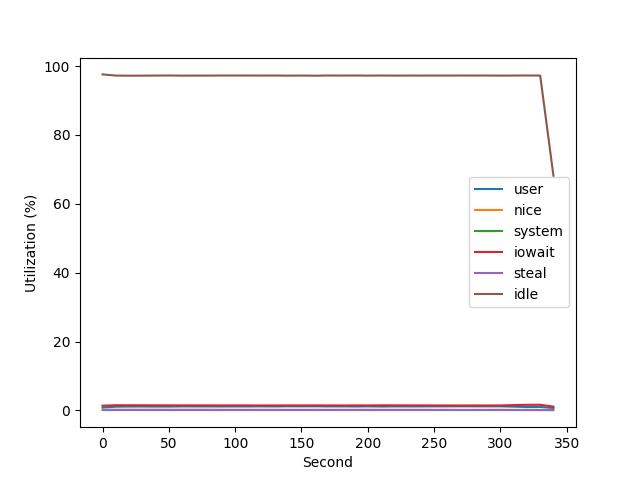 100
80
60
40
20
0
Utilization (%)
user
nice
system
iowait
steal
idle
0 50 100 150 200 250 300 350
Second